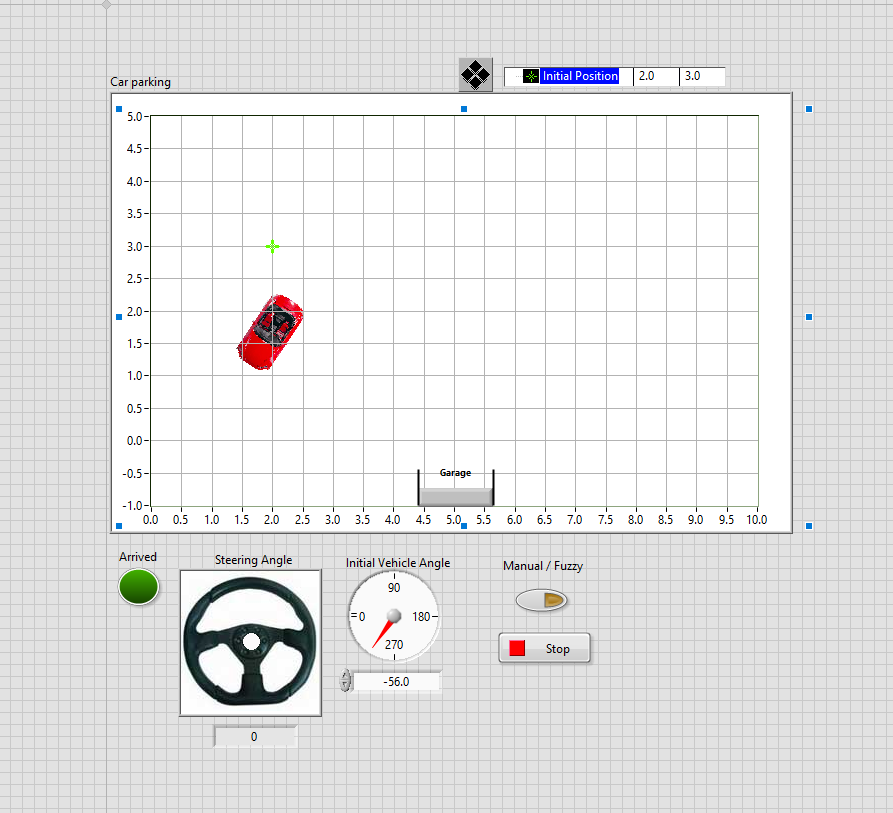 Initial Position 2.0 3.0
Car parking
5.0
4.5
4.0
3.5
3.0
2.5
2.0
1.5
1.0
0.5
0.0
-0.5
-1.0
Garage
0.0 0.5 1.0 1.5 2.0 2.5 3.0 3.5 4.0 4.5 5.0 5.5 6.0 6.5 7.0 7.5 8.0 8.5 9.0 9.5 10.0
Arrived
Steering Angle
0
Initial Vehicle Angle
90
0 180
270
-56.0
Manual / Fuzzy
Stop